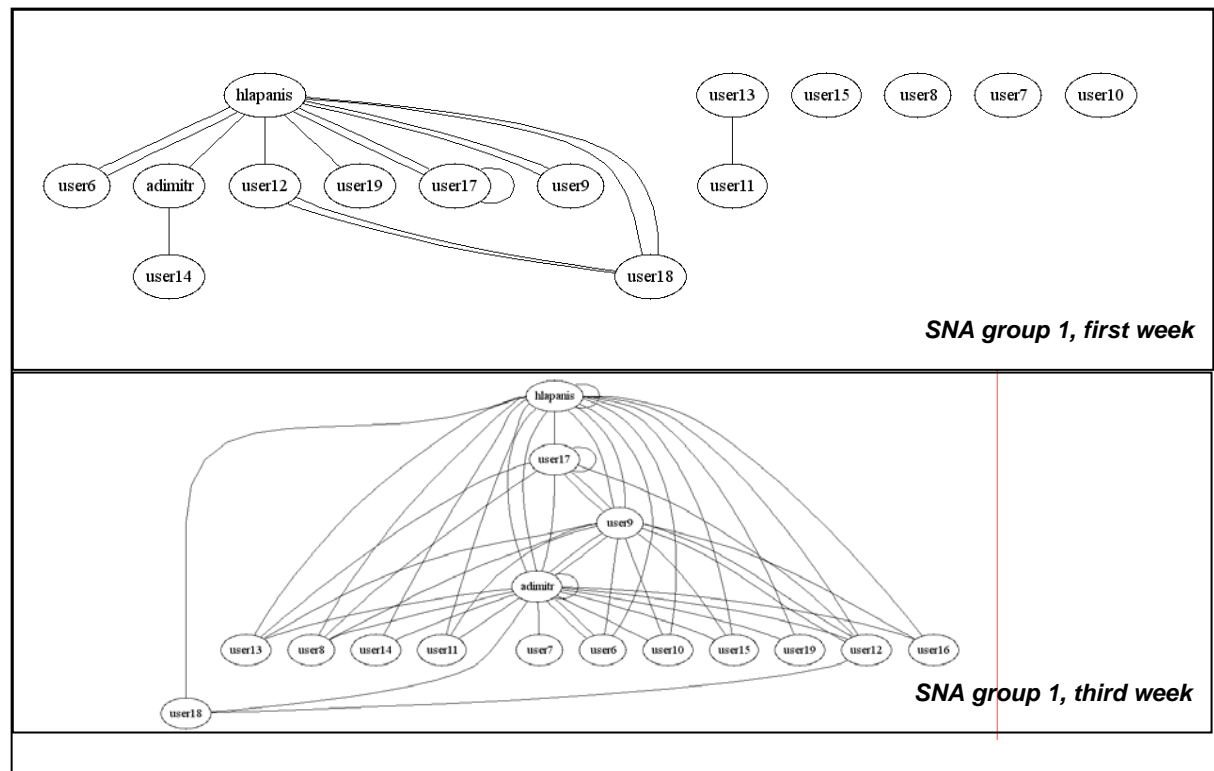 hlapanis
user13 user15 user8 user7 user10
user6 adimitr user12 user19 user17 user9
user11
user14
user18
SNA group 1, first week
hlapanis
user17
user9
adimitr
user13 user8 user14 user11 user7 user6 user10 user15 user19 user12 user16
SNA group 1, third week
user18